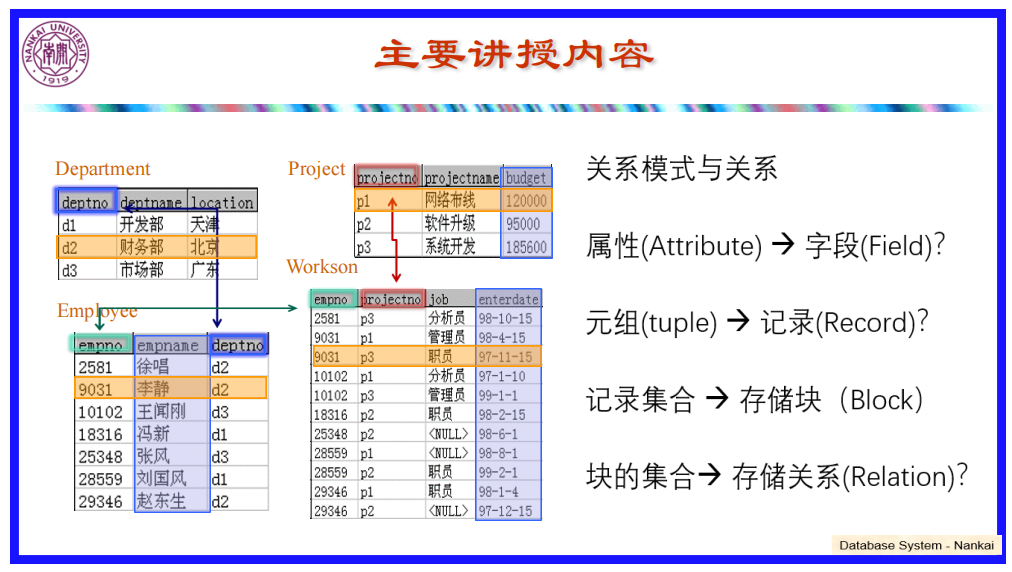 NANKAI UNIVERSITY
南开
1919
主要讲授内容
Department
deptno deptname location
d1 开发部 天津
d2 财务部 北京
d3 市场部 广东
Project
projectno projectname budget
p1 网络布线 120000
p2 软件升级 95000
p3 系统开发 185600
Employee
empno empname deptno
2581 徐唱 d2
9031 李静 d2
10102 王闻刚 d3
18316 冯新 d1
25348 张风 d3
28559 刘国风 d1
29346 赵东生 d2
Workson
empno projectno job enterdate
2581 p3 分析员 98-10-15
9031 p1 管理员 98-4-15
9031 p3 职员 97-11-15
10102 p1 分析员 97-1-10
10102 p3 管理员 99-1-1
18316 p2 职员 98-2-15
25348 p2 <NULL> 98-6-1
28559 p1 <NULL> 98-8-1
28559 p2 职员 99-2-1
29346 p1 职员 98-1-4
29346 p2 <NULL> 97-12-15
关系模式与关系
属性(Attribute) → 字段(Field)?
元组(tuple) → 记录(Record)?
记录集合 → 存储块（Block）
块的集合→ 存储关系(Relation)?
Database System - Nankai